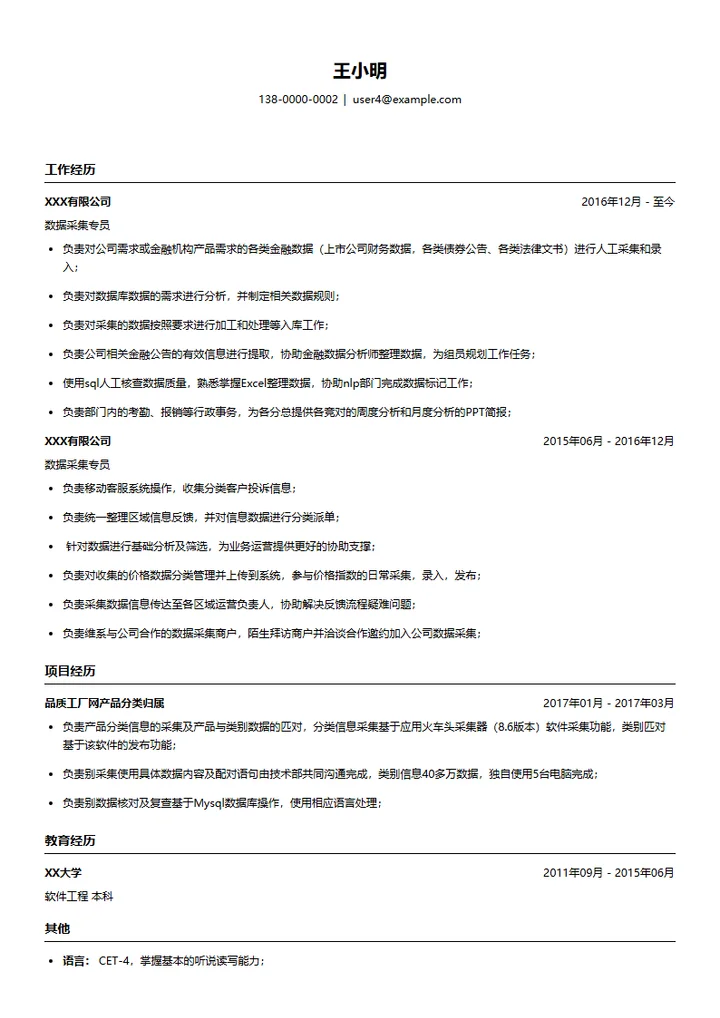 王小明
138-0000-0002 | user4@example.com
工作经历
XXX有限公司 2016年12月 - 至今
数据采集专员
• 负责对公司需求或金融机构产品需求的各类金融数据（上市公司财务数据，各类债券公告、各类法律文书）进行人工采集和录
入；
• 负责对数据库数据的需求进行分析，并制定相关数据规则；
• 负责对采集的数据按照要求进行加工和处理等入库工作；
• 负责公司相关金融公告的有效信息进行提取，协助金融数据分析师整理数据，为组员规划工作任务；
• 使用sql人工核查数据质量，熟悉掌握Excel整理数据，协助nlp部门完成数据标记工作；
• 负责部门内的考勤、报销等行政事务，为各分总提供各竞对的周度分析和月度分析的PPT简报；
XXX有限公司 2015年06月 - 2016年12月
数据采集专员
• 负责移动客服系统操作，收集分类客户投诉信息；
• 负责统一整理区域信息反馈，并对信息数据进行分类派单；
• 针对数据进行基础分析及筛选，为业务运营提供更好的协助支撑；
• 负责对收集的价格数据分类管理并上传到系统，参与价格指数的日常采集，录入，发布；
• 负责采集数据信息传达至各区域运营负责人，协助解决反馈流程疑难问题；
• 负责维系与公司合作的数据采集商户，陌生拜访商户并洽谈合作邀约加入公司数据采集；
项目经历
品质工厂网产品分类归属 2017年01月 - 2017年03月
• 负责产品分类信息的采集及产品与类别数据的匹对，分类信息采集基于应用火车头采集器（8.6版本）软件采集功能，类别匹对
基于该软件的发布功能；
• 负责别采集使用具体数据内容及配对语句由技术部共同沟通完成，类别信息40多万数据，独自使用5台电脑完成；
• 负责别数据核对及复查基于Mysql数据库操作，使用相应语言处理；
教育经历
XX大学 2011年09月 - 2015年06月
软件工程 本科
其他
• 语言： CET-4，掌握基本的听说读写能力；